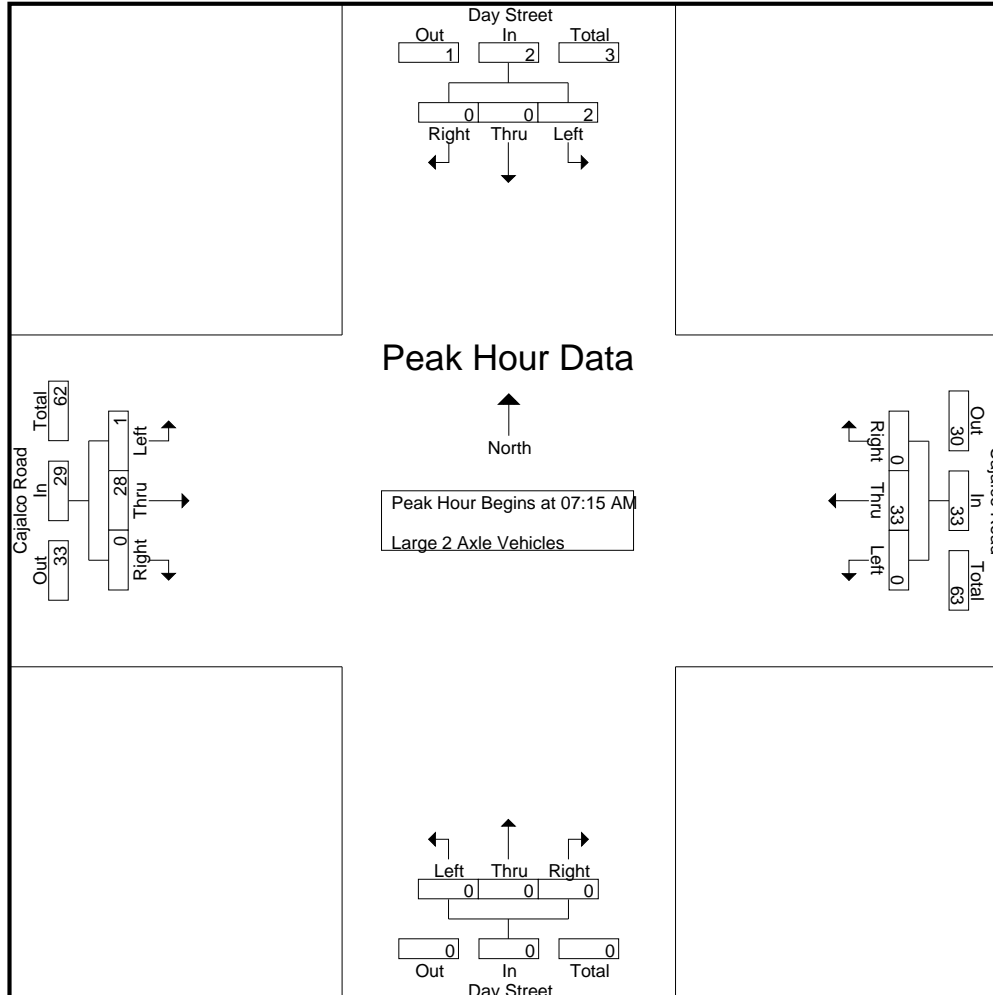 Day Street
Out In Total
1 2 3
0 0 2
Right Thru Left
Peak Hour Data
North
Peak Hour Begins at 07:15 AM
Large 2 Axle Vehicles
Cajalco Road
Out In Total
33 29 62
Right Thru Left
0 28 1
Out In Total
30 33 63
Right Thru Left
0 33 0
Left Thru Right
0 0 0
0 0 0
Out In Total
Day Street